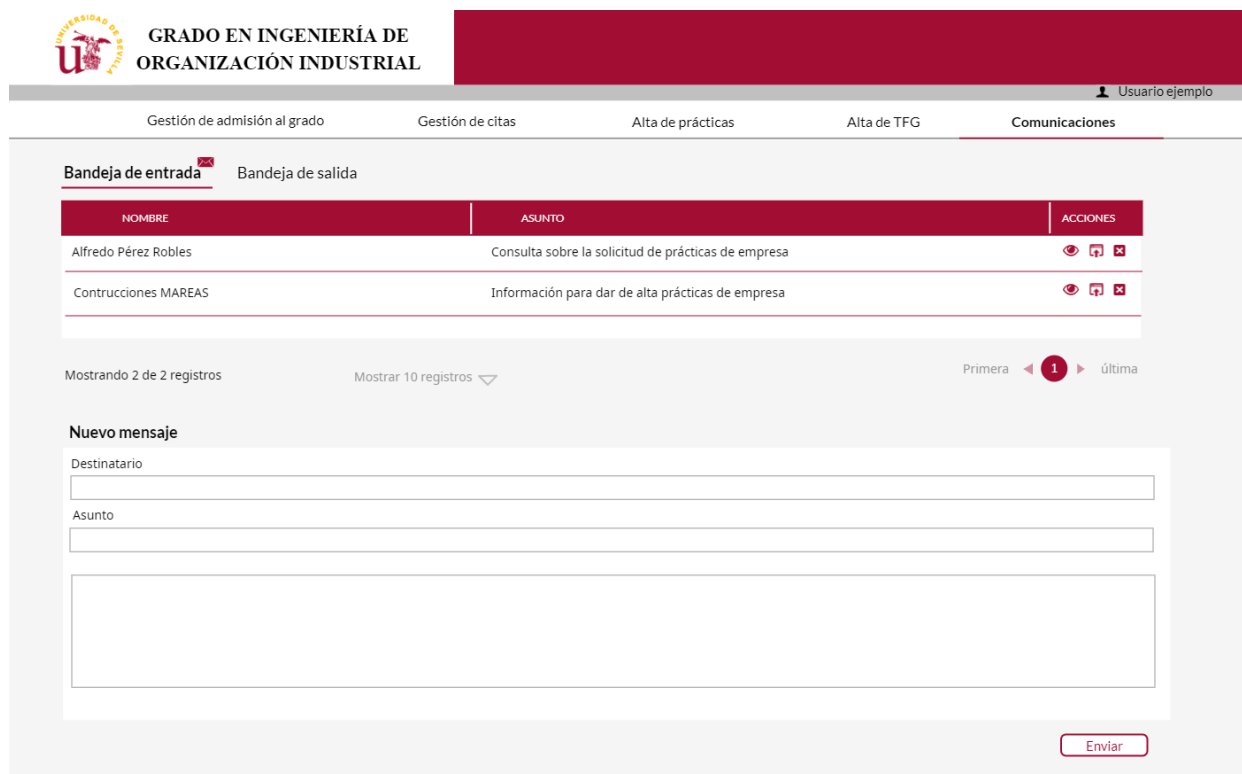 UNIVERSIDAD DE SEVILLA
GRADO EN INGENIERÍA DE
ORGANIZACIÓN INDUSTRIAL
Usuario ejemplo
Gestión de admisión al grado Gestión de citas Alta de prácticas Alta de TFG Comunicaciones
Bandeja de entrada Bandeja de salida
NOMBRE ASUNTO ACCIONES
Alfredo Pérez Robles Consulta sobre la solicitud de prácticas de empresa
Contrucciones MAREAS Información para dar de alta prácticas de empresa
Mostrando 2 de 2 registros Mostrar 10 registros Primera 1 última
Nuevo mensaje
Destinatario
Asunto
Enviar